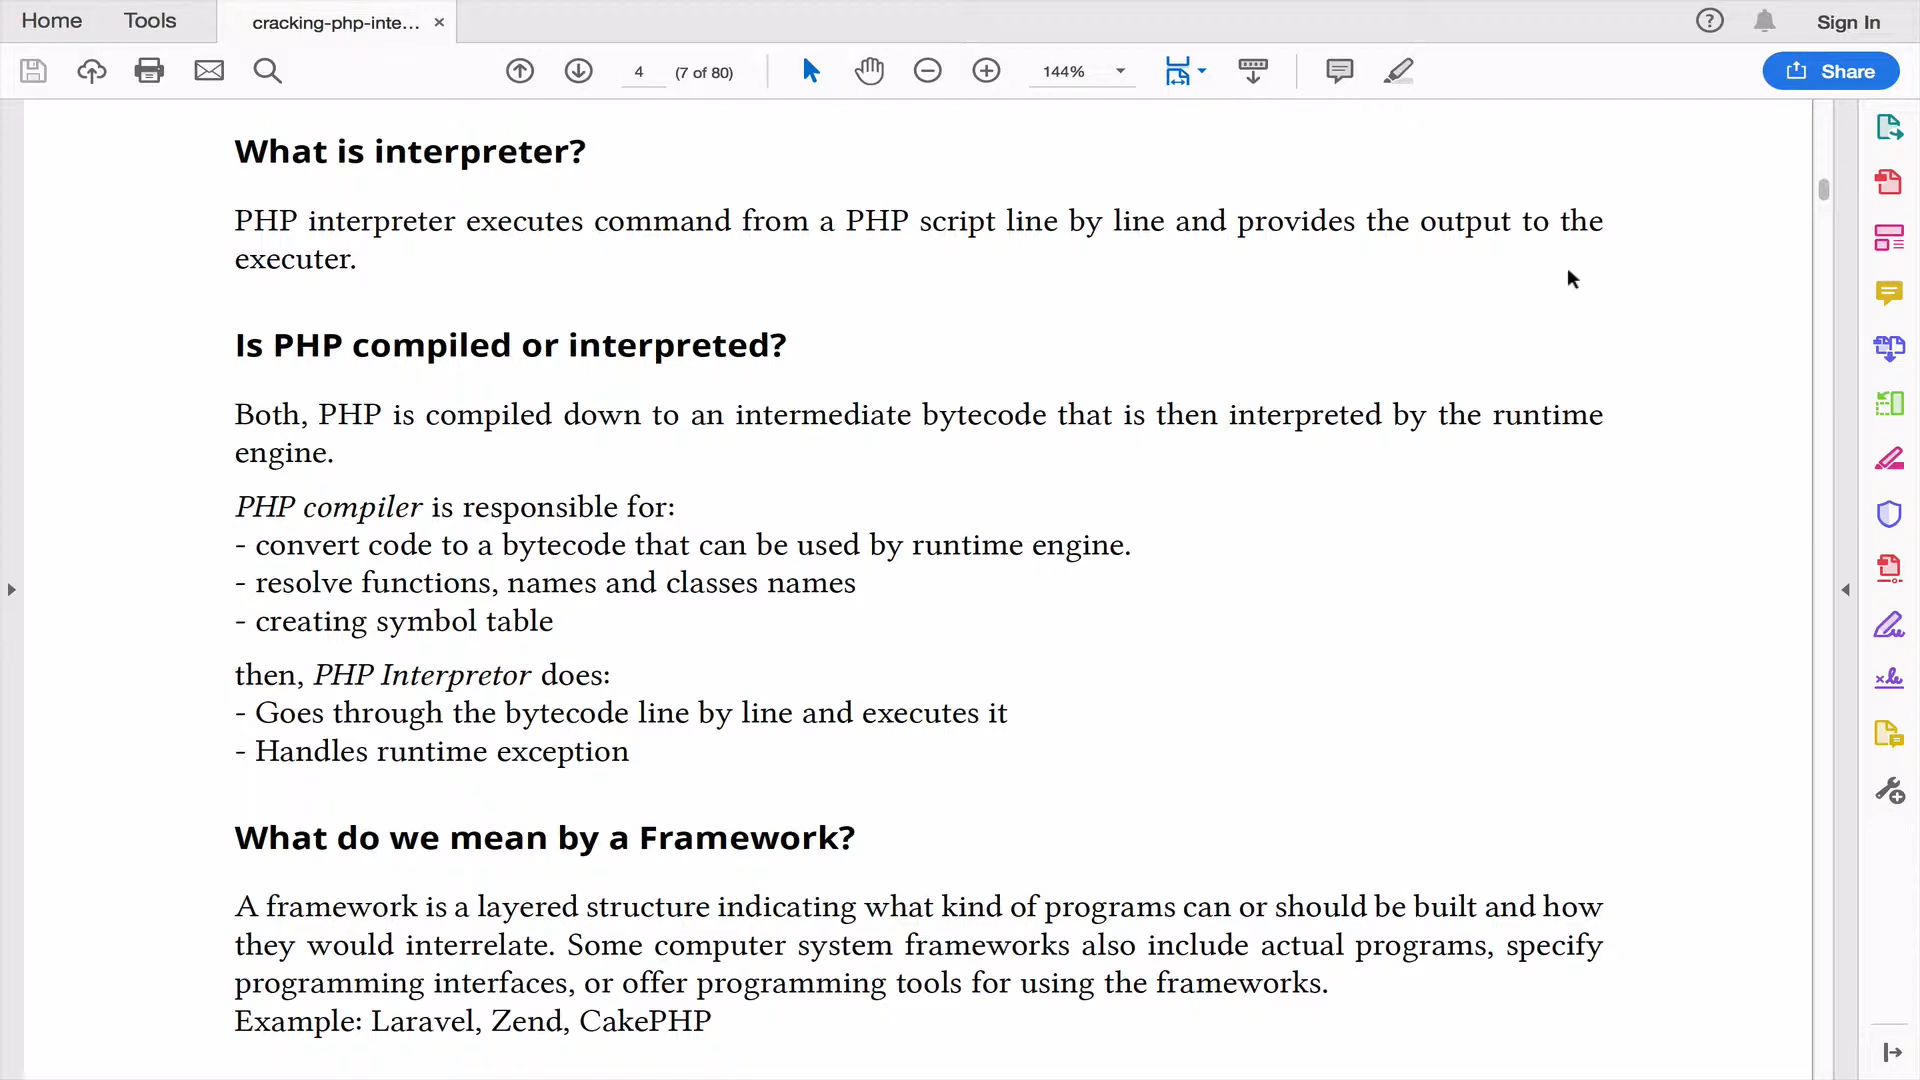 Home Tools cracking-php-inte... × Sign In
4 (7 of 80) 144% Share
What is interpreter?
PHP interpreter executes command from a PHP script line by line and provides the output to the
executer.
Is PHP compiled or interpreted?
Both, PHP is compiled down to an intermediate bytecode that is then interpreted by the runtime
engine.
PHP compiler is responsible for:
- convert code to a bytecode that can be used by runtime engine.
- resolve functions, names and classes names
- creating symbol table
then, PHP Interpretor does:
- Goes through the bytecode line by line and executes it
- Handles runtime exception
What do we mean by a Framework?
A framework is a layered structure indicating what kind of programs can or should be built and how
they would interrelate. Some computer system frameworks also include actual programs, specify
programming interfaces, or offer programming tools for using the frameworks.
Example: Laravel, Zend, CakePHP